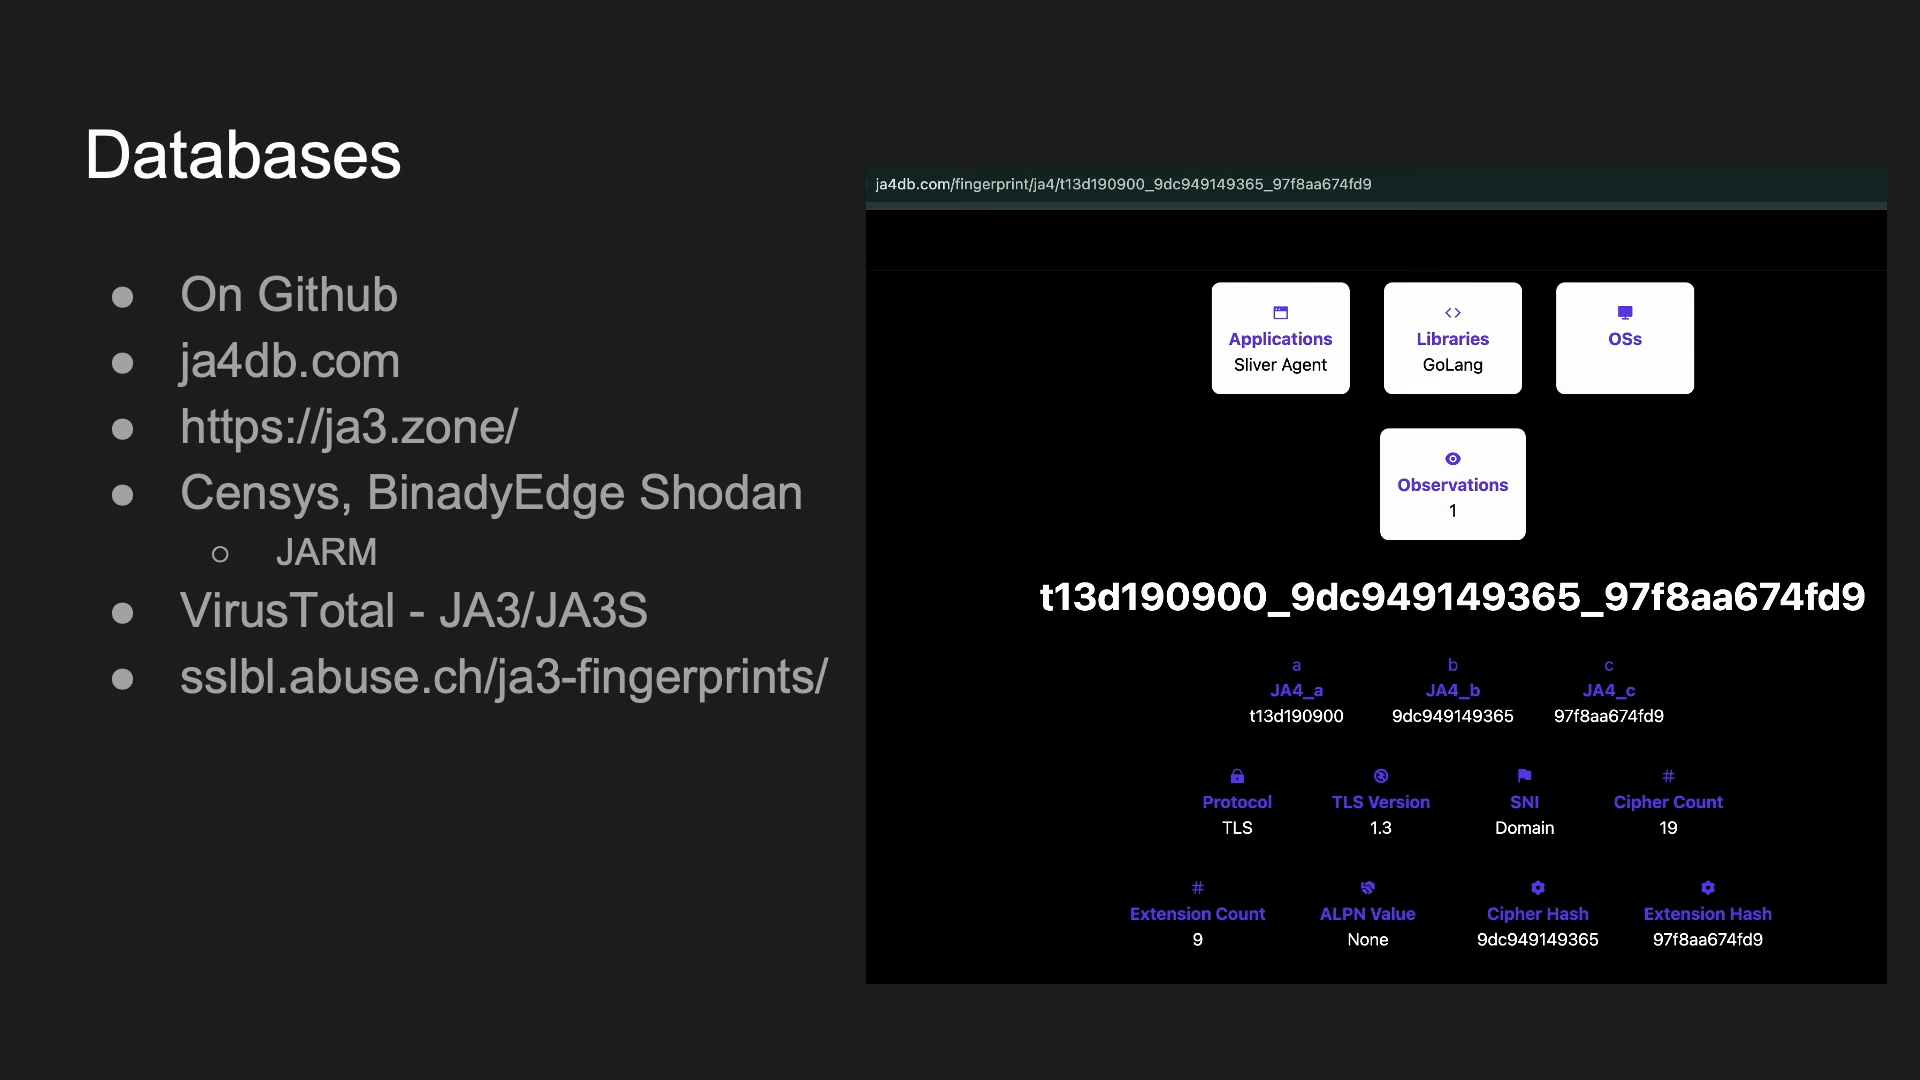 Databases
On Github
ja4db.com
https://ja3.zone/
Censys, BinadyEdge Shodan
JARM
VirusTotal - JA3/JA3S
sslbl.abuse.ch/ja3-fingerprints/
ja4db.com/fingerprint/ja4/t13d190900_9dc949149365_97f8aa674fd9
Applications
Sliver Agent
Libraries
GoLang
OSs
Observations
1
t13d190900_9dc949149365_97f8aa674fd9
a b c
JA4_a JA4_b JA4_c
t13d190900 9dc949149365 97f8aa674fd9
# 
Protocol TLS Version SNI Cipher Count
TLS 1.3 Domain 19
#
Extension Count ALPN Value Cipher Hash Extension Hash
9 None 9dc949149365 97f8aa674fd9